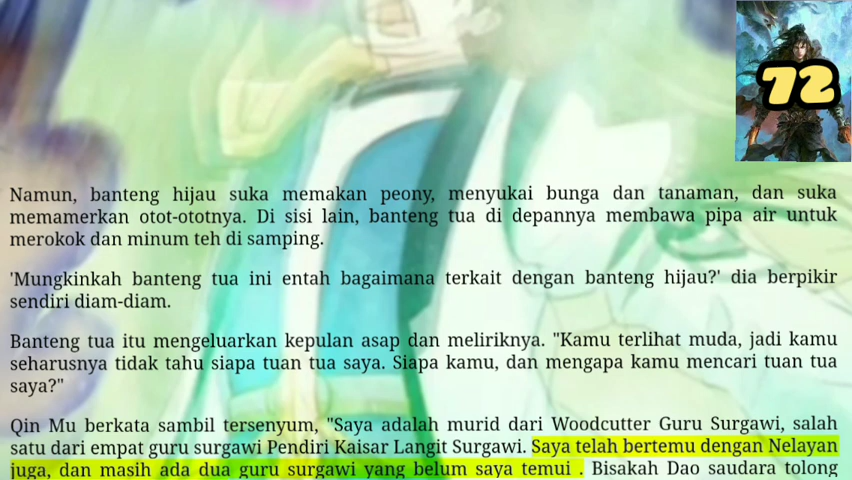 72
Namun, banteng hijau suka memakan peony, menyukai bunga dan tanaman, dan suka
memamerkan otot-ototnya. Di sisi lain, banteng tua di depannya membawa pipa air untuk
merokok dan minum teh di samping.
'Mungkinkah banteng tua ini entah bagaimana terkait dengan banteng hijau?' dia berpikir
sendiri diam-diam.
Banteng tua itu mengeluarkan kepulan asap dan meliriknya. "Kamu terlihat muda, jadi kamu
seharusnya tidak tahu siapa tuan tua saya. Siapa kamu, dan mengapa kamu mencari tuan tua
saya?"
Qin Mu berkata sambil tersenyum, "Saya adalah murid dari Woodcutter Guru Surgawi, salah
satu dari empat guru surgawi Pendiri Kaisar Langit Surgawi. Saya telah bertemu dengan Nelayan
juga, dan masih ada dua guru surgawi yang belum saya temui . Bisakah Dao saudara tolong